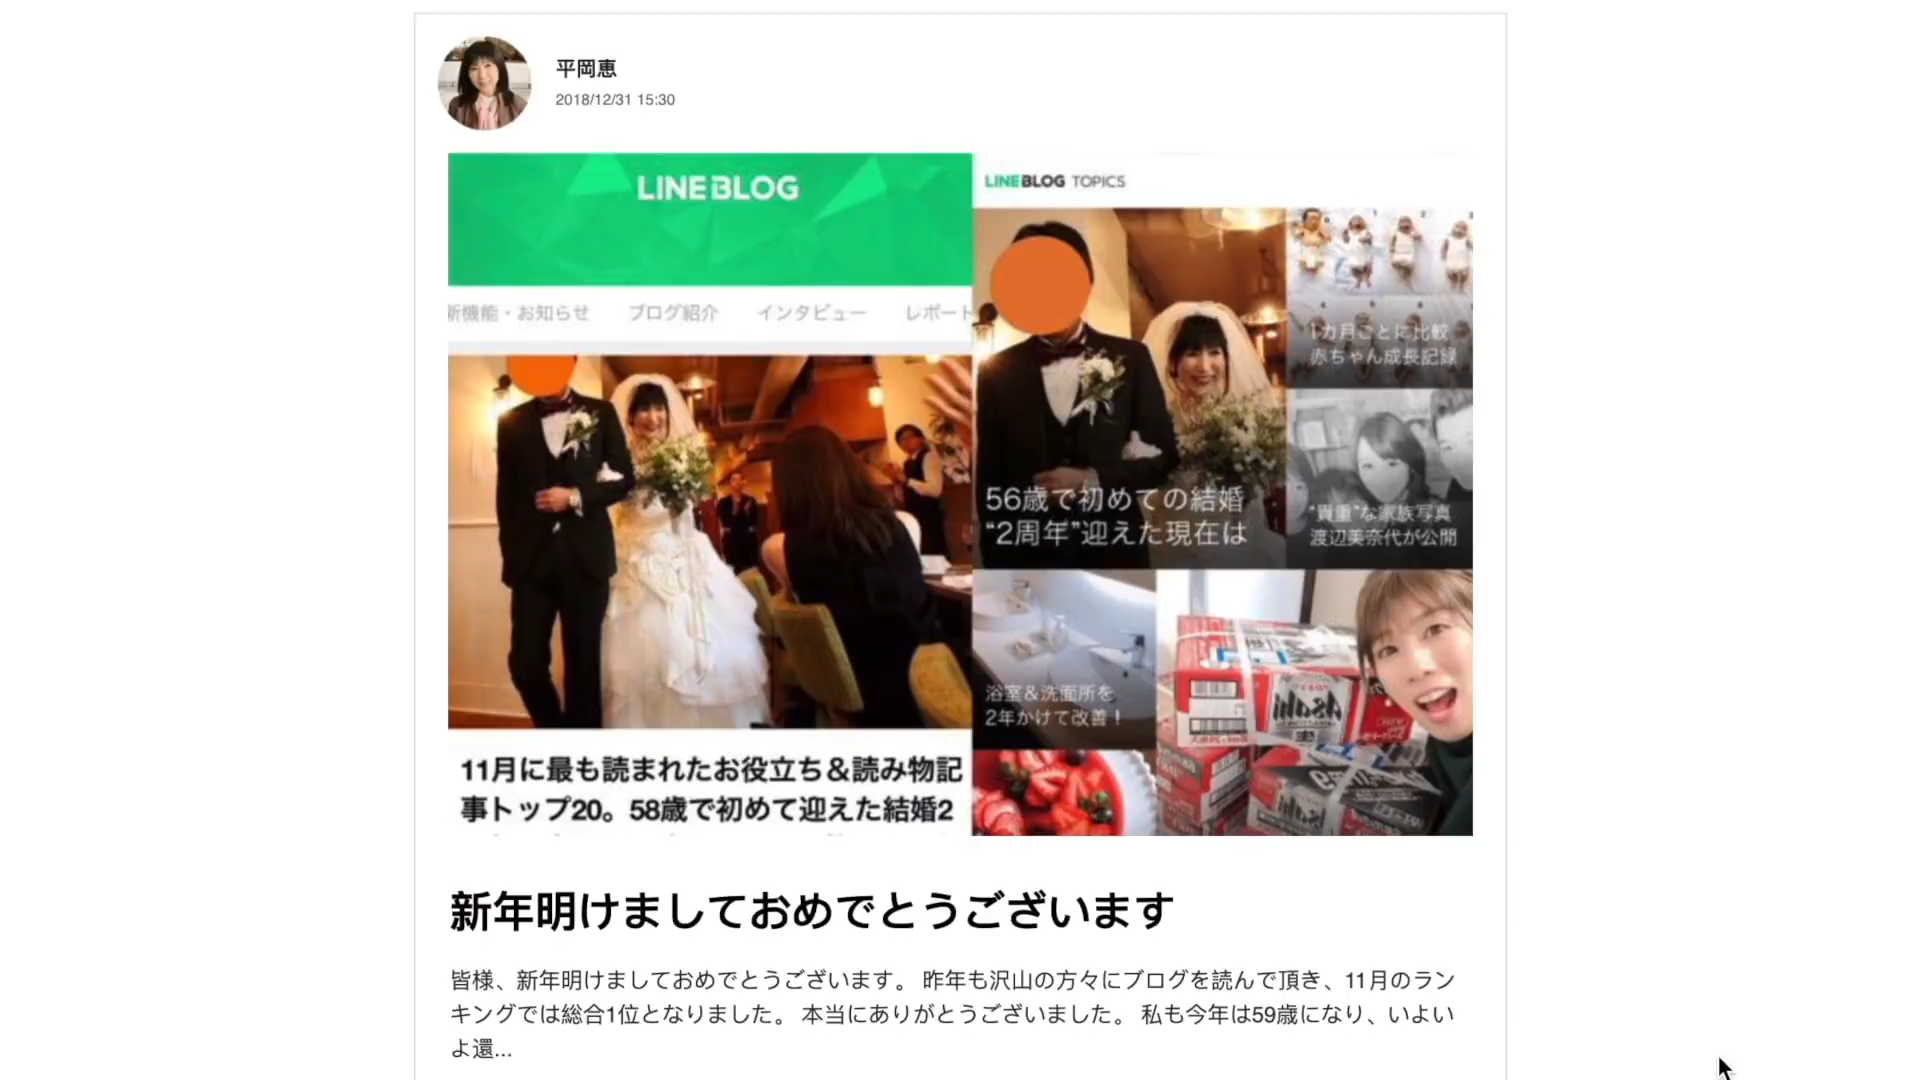 平岡恵
2018/12/31 15:30
LINE BLOG
新機能・お知らせ ブログ紹介 インタビュー レポート
11月に最も読まれたお役立ち＆読み物記
事トップ20。58歳で初めて迎えた結婚2
LINE BLOG TOPICS
56歳で初めての結婚
“2周年”迎えた現在は
1カ月ごとに比較
赤ちゃん成長記録
“貴重”な家族写真
渡辺美奈代が公開
浴室＆洗面所を
2年かけて改善！
新年明けましておめでとうございます
皆様、新年明けましておめでとうございます。 昨年も沢山の方々にブログを読んで頂き、11月のラン
キングでは総合1位となりました。 本当にありがとうございました。 私も今年は59歳になり、いよい
よ還...